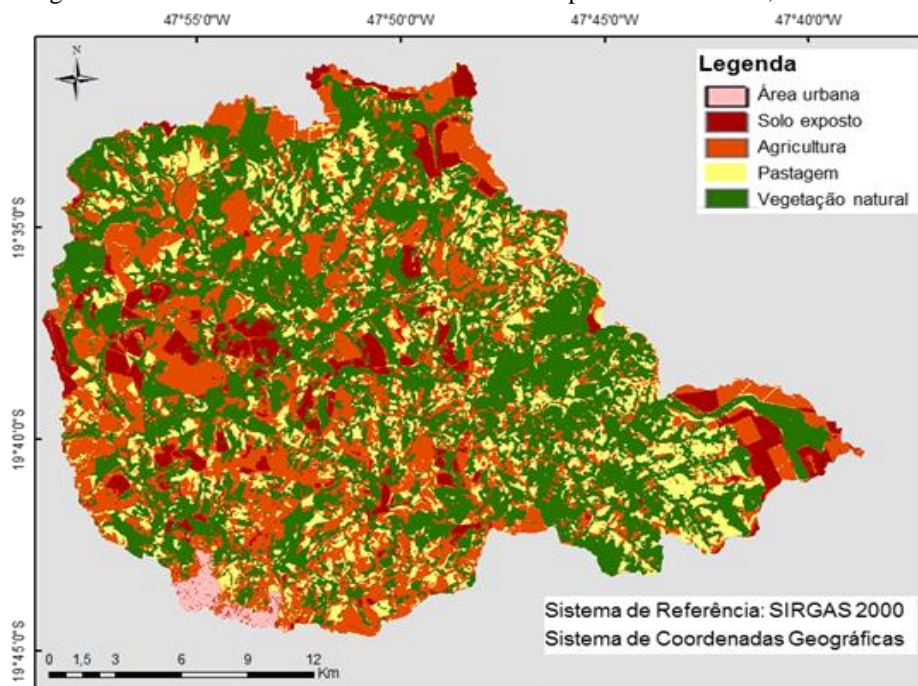 47°55'0"W 47°50'0"W 47°45'0"W 47°40'0"W
N
Legenda
Área urbana
Solo exposto
Agricultura
Pastagem
Vegetação natural
19°35'0"S
19°40'0"S
19°45'0"S
Sistema de Referência: SIRGAS 2000
Sistema de Coordenadas Geográficas
0 1,5 3 6 9 12
Km